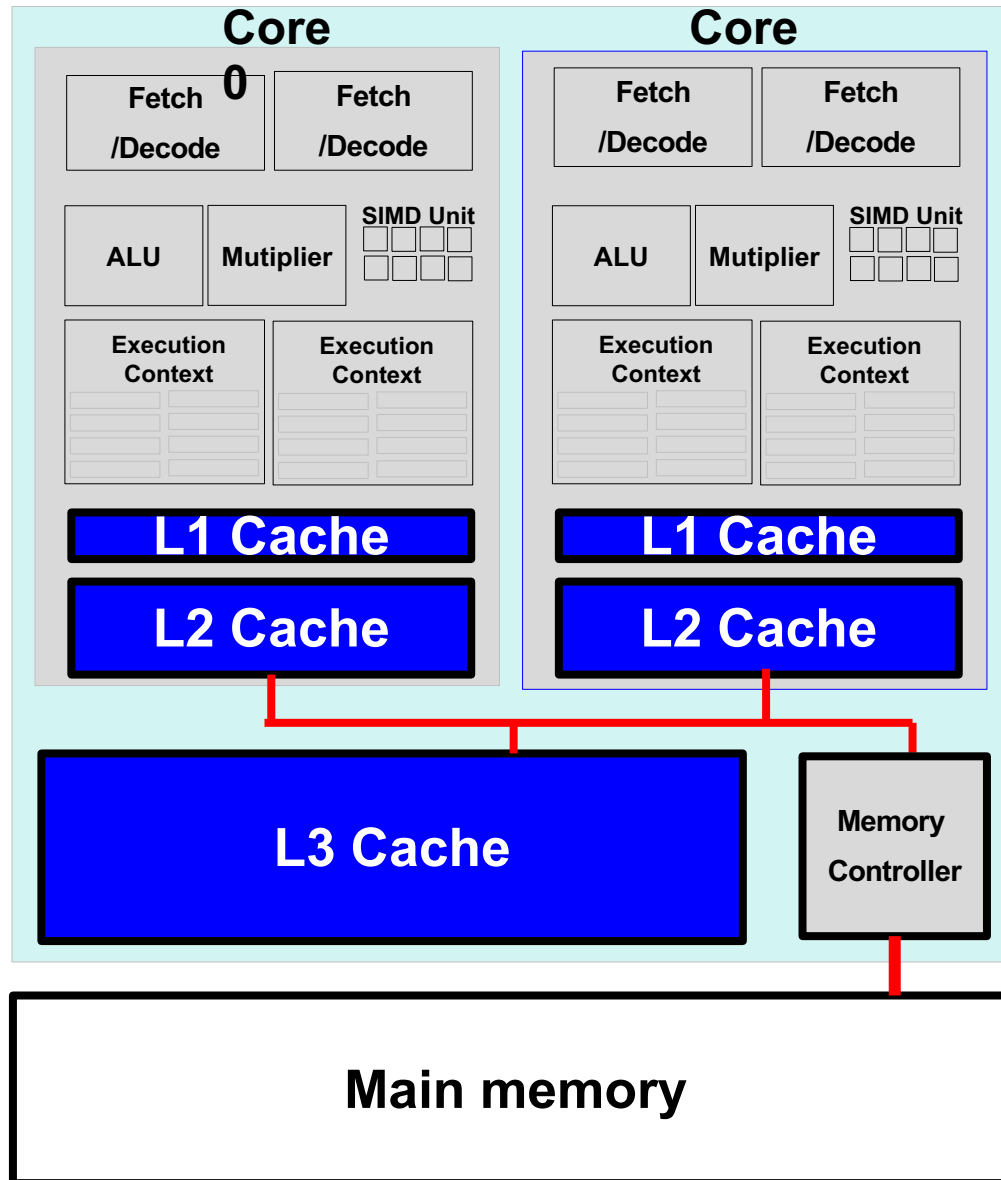 Core
0
Core
Fetch
/Decode
Fetch
/Decode
Fetch
/Decode
Fetch
/Decode
ALU
Mutiplier
SIMD Unit
ALU
Mutiplier
SIMD Unit
Execution
Context
Execution
Context
Execution
Context
Execution
Context
L1 Cache
L1 Cache
L2 Cache
L2 Cache
L3 Cache
Memory
Controller
Main memory